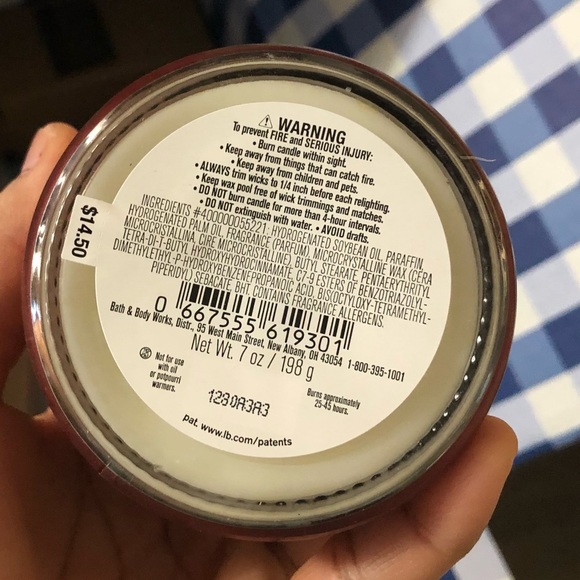 ⚠ WARNING
To prevent FIRE and SERIOUS INJURY:
• Burn candle within sight.
• Keep away from things that can catch fire.
• Keep away from children and pets.
• ALWAYS trim wicks to 1/4 inch before each relighting.
• Keep wax pool free of wick trimmings and matches.
• DO NOT burn candle for more than 4-hour intervals.
• DO NOT extinguish with water. • AVOID drafts.
INGREDIENTS #40000055221: HYDROGENATED SOYBEAN OIL, PARAFFIN,
HYDROGENATED PALM OIL, FRAGRANCE (PARFUM), MICROCRYSTALLINE WAX (CERA
MICROCRISTALLINA, CIRE MICROCRISTALLINE), BUTYL STEARATE, PENTAERYTHRITYL
TETRA-DI-T-BUTYL HYDROXYHYDROCINNAMATE, C7-9 ESTERS OF BENZOTRIAZOLYL-
DIMETHYLETHYL-P-HYDROXYBENZENEPROPANOIC ACID, BIS(OCTYLOXY-TETRAMETHYL-
PIPERIDYL) SEBACATE, BHT. CONTAINS FRAGRANCE ALLERGENS.
$14.50
0 667555 619301
Bath & Body Works, Distr., 95 West Main Street, New Albany, OH 43054 1-800-395-1001
Net Wt. 7 oz / 198 g
Not for use
with oil
or potpourri
warmers.
Burns approximately
25-45 hours.
1280A3A3
pat. www.lb.com/patents